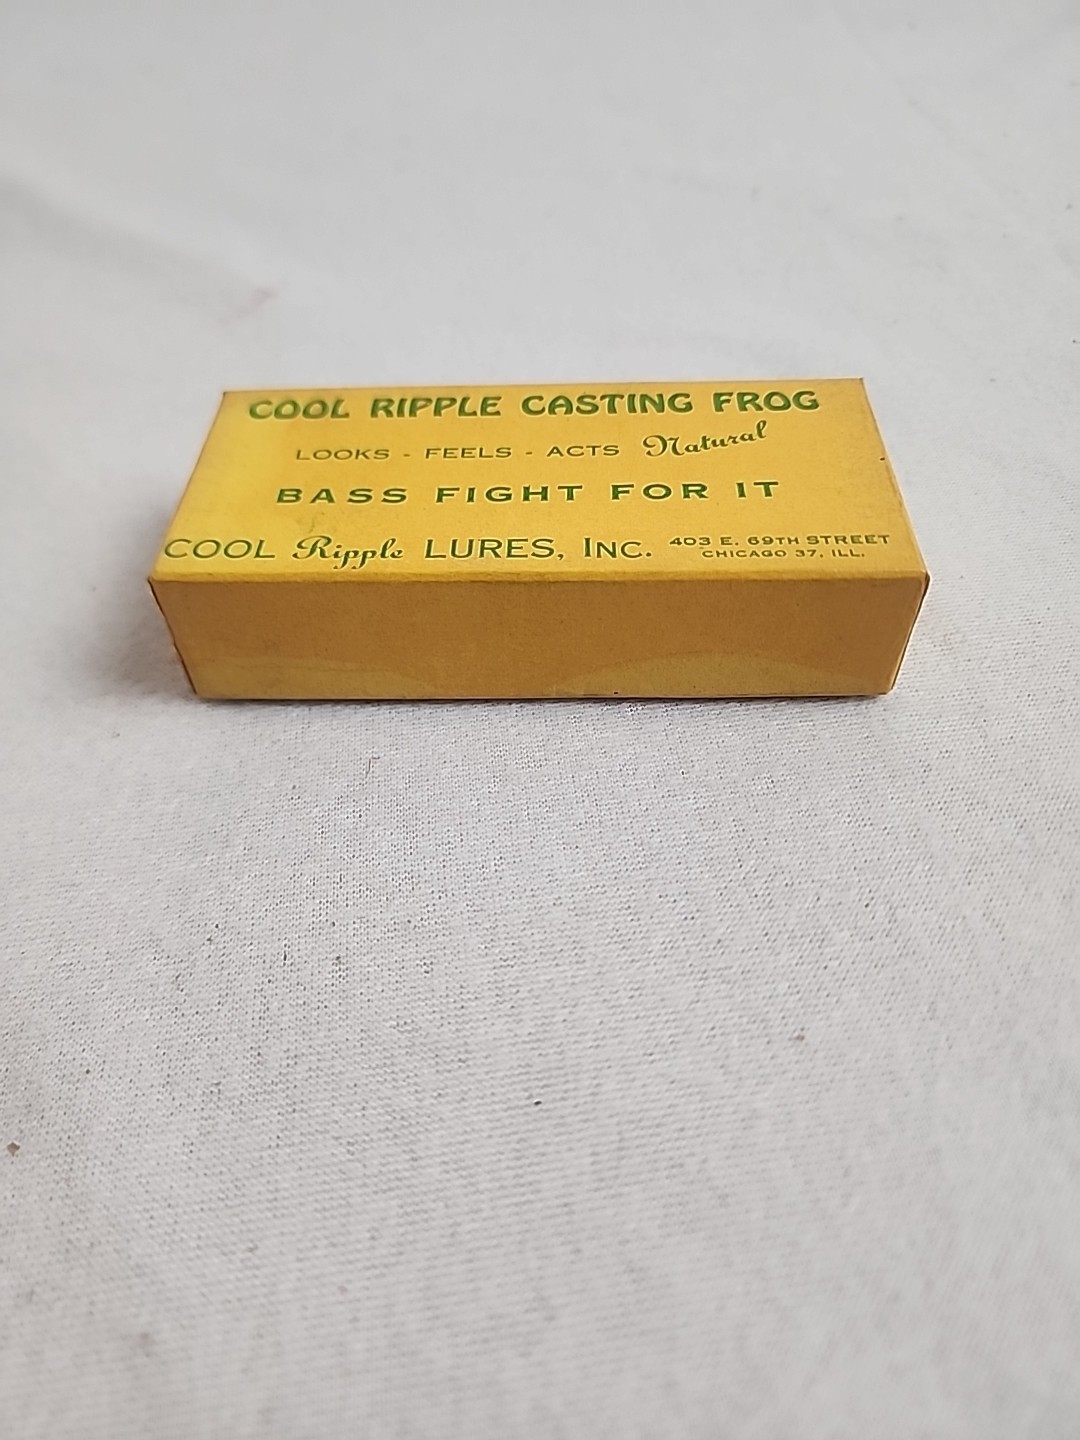 COOL RIPPLE CASTING FROG
LOOKS - FEELS - ACTS Natural
BASS FIGHT FOR IT
COOL Ripple LURES, INC. 403 E. 69TH STREET
CHICAGO 37, ILL.